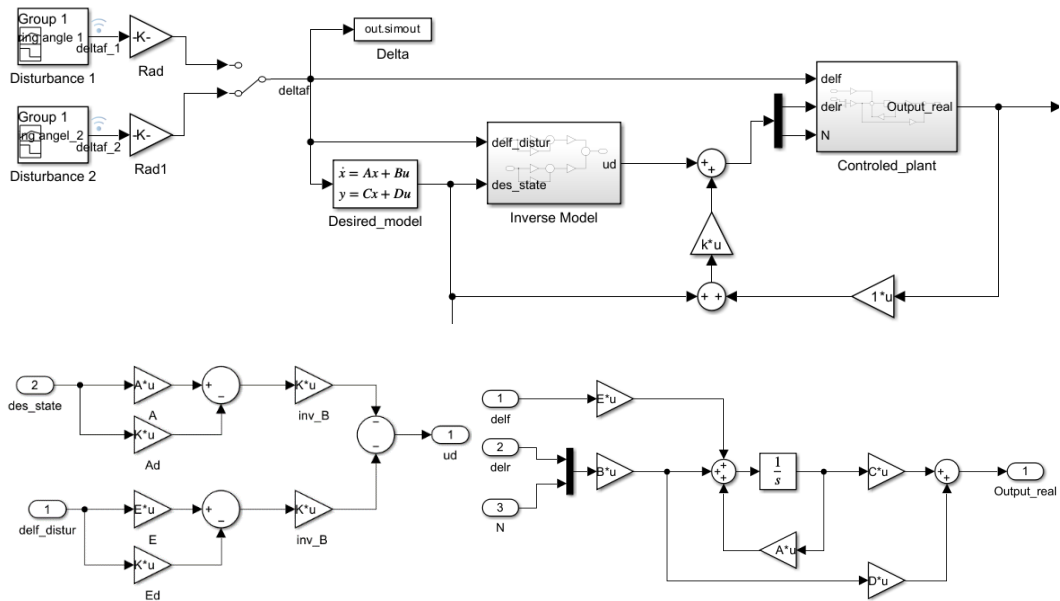 Group 1
ring angle 1
deltaf_1
-K-
Disturbance 1
Rad
Group 1
ing angel_2
deltaf_2
-K-
Disturbance 2
Rad1
deltaf
out.simout
Delta
ẋ = Ax + Bu
y = Cx + Du
Desired_model
delf_distur
des_state
ud
Inverse Model
+
+
k*u
+ +
1*u
delf
delr
N
Output_real
Controled_plant
2
des_state
A*u
A
K*u
Ad
+
−
K*u
inv_B
1
delf_distur
E*u
E
K*u
Ed
+
−
K*u
inv_B
−
−
1
ud
1
delf
2
delr
3
N
E*u
B*u
+
+ +
+
1
s
A*u
C*u
D*u
+
+
1
Output_real